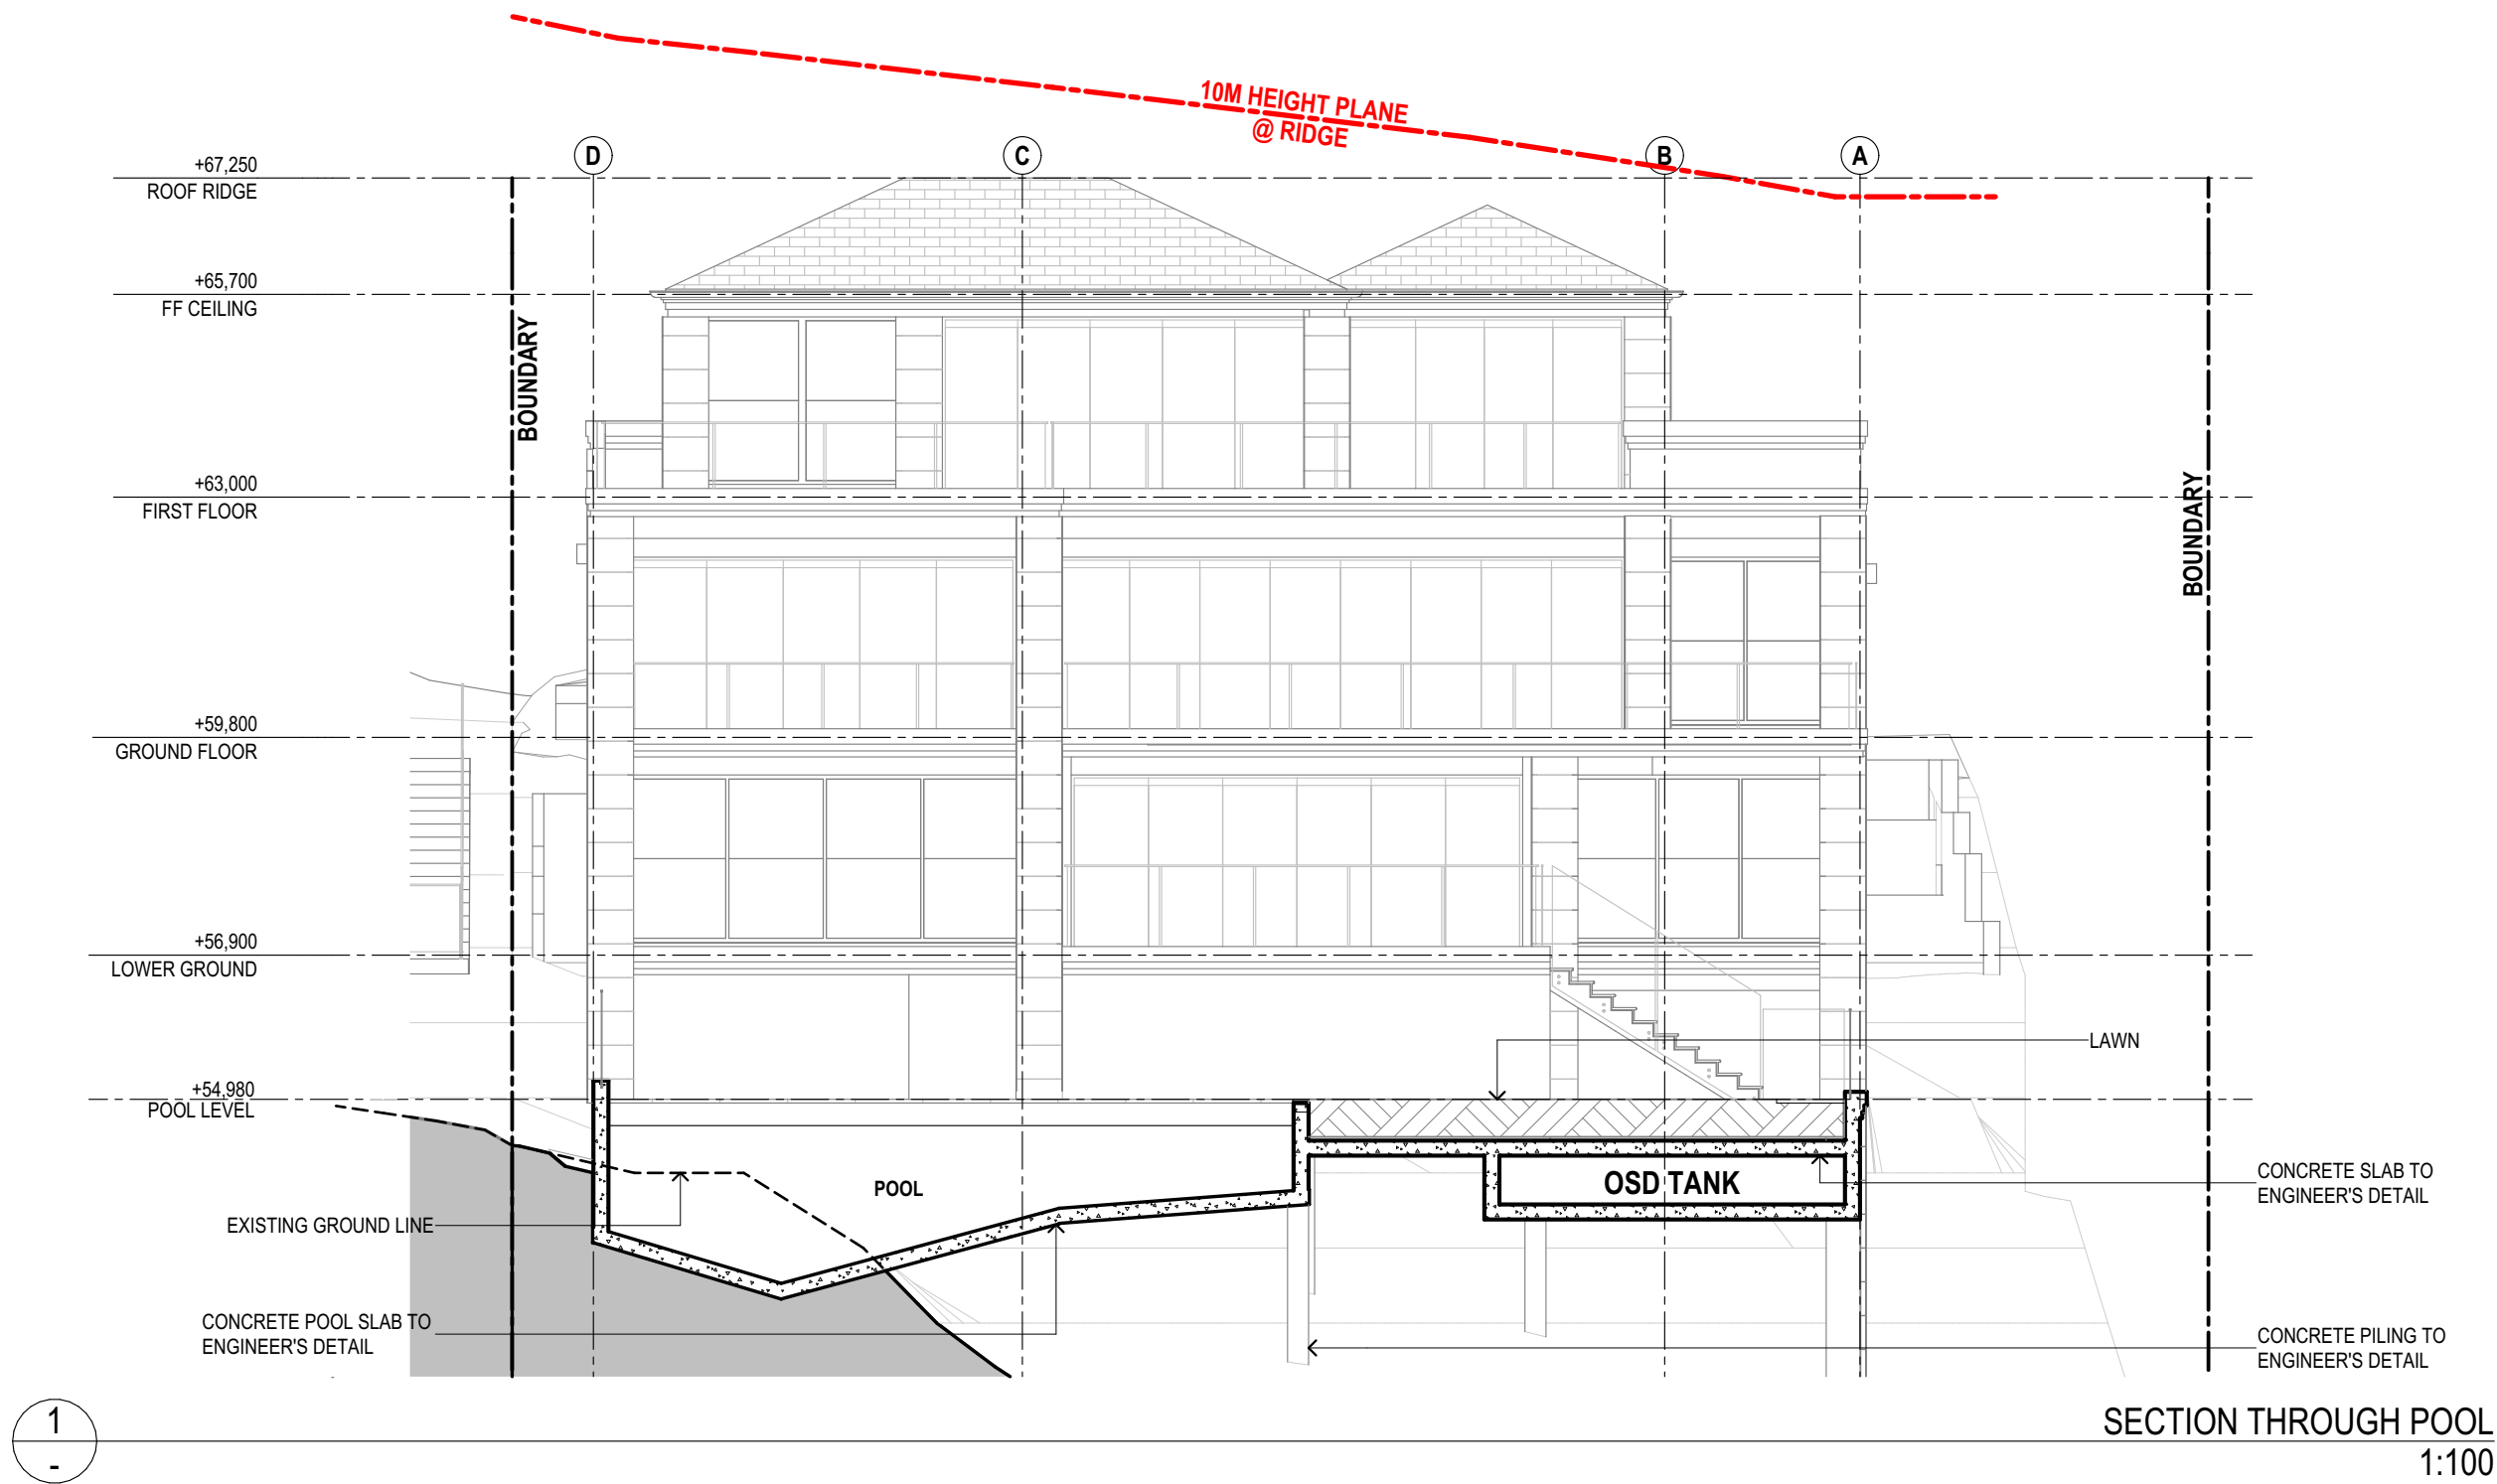 10M HEIGHT PLANE
@ RIDGE
D
C
B
A
+67,250
ROOF RIDGE
+65,700
FF CEILING
BOUNDARY
+63,000
FIRST FLOOR
BOUNDARY
+59,800
GROUND FLOOR
+56,900
LOWER GROUND
LAWN
+54,980
POOL LEVEL
POOL
OSD TANK
CONCRETE SLAB TO
ENGINEER'S DETAIL
EXISTING GROUND LINE
CONCRETE POOL SLAB TO
ENGINEER'S DETAIL
CONCRETE PILING TO
ENGINEER'S DETAIL
1
-
SECTION THROUGH POOL
1:100